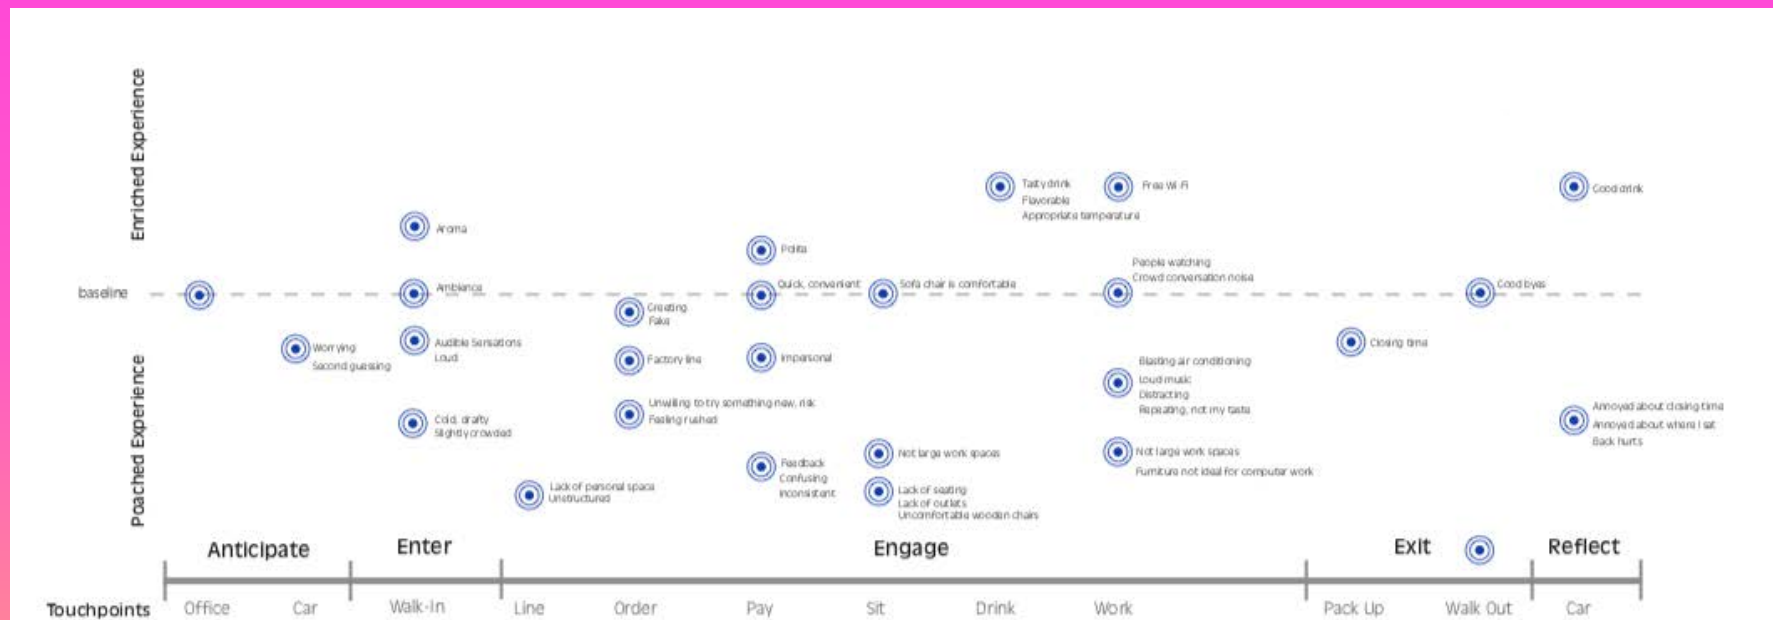 Enriched Experience
Tasty drink
Flavorable
Appropriate temperature
Free Wi Fi
Good drink
Aroma
Polite
People watching
Crowd conversation noise
baseline
Ambience
Quick, convenient
Sofa chair is comfortable
Good byes
Greeting
Fake
Worrying
Second guessing
Audible Sensations
Loud
Factory line
Impersonal
Closing time
Blasting air conditioning
Loud music
Distracting
Repeating, not my taste
Poached Experience
Cold, drafty
Slightly crowded
Unwilling to try something new, risk
Feeling rushed
Annoyed about closing time
Annoyed about where I sat
Back hurts
Lack of personal space
Unstructured
Feedback
Confusing
Inconsistent
Not large work spaces
Lack of seating
Lack of outlets
Uncomfortable wooden chairs
Not large work spaces
Furniture not ideal for computer work
Anticipate
Enter
Engage
Exit
Reflect
Touchpoints
Office
Car
Walk-In
Line
Order
Pay
Sit
Drink
Work
Pack Up
Walk Out
Car